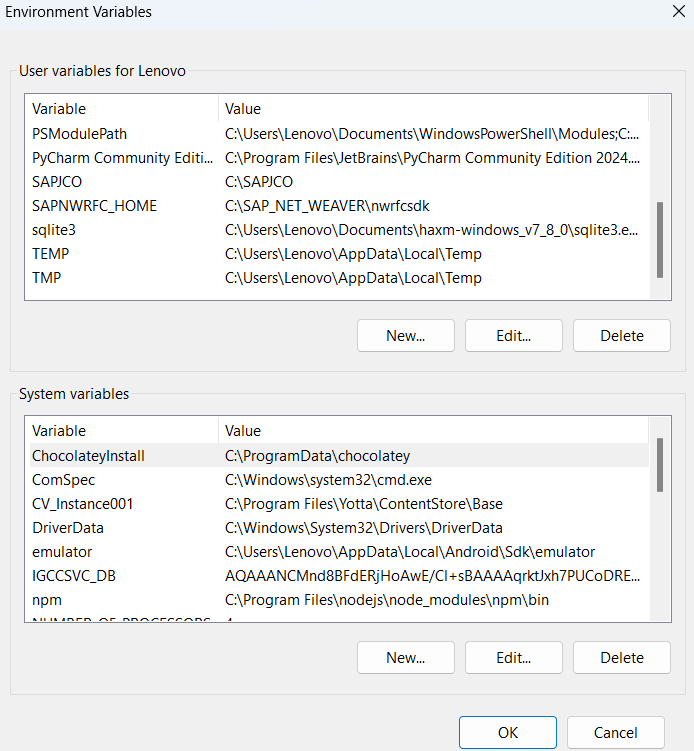 Environment Variables
User variables for Lenovo
Variable Value
PSModulePath C:\Users\Lenovo\Documents\WindowsPowerShell\Modules;C:...
PyCharm Community Editi... C:\Program Files\JetBrains\PyCharm Community Edition 2024....
SAPJCO C:\SAPJCO
SAPNWRFC_HOME C:\SAP_NET_WEAVER\nwrfcsdk
sqlite3 C:\Users\Lenovo\Documents\haxm-windows_v7_8_0\sqlite3.e...
TEMP C:\Users\Lenovo\AppData\Local\Temp
TMP C:\Users\Lenovo\AppData\Local\Temp
New... Edit... Delete
System variables
Variable Value
ChocolateyInstall C:\ProgramData\chocolatey
ComSpec C:\Windows\system32\cmd.exe
CV_Instance001 C:\Program Files\Yotta\ContentStore\Base
DriverData C:\Windows\System32\Drivers\DriverData
emulator C:\Users\Lenovo\AppData\Local\Android\Sdk\emulator
IGCCSVC_DB AQAAANCMnd8BFdERjHoAwE/Cl+sBAAAAqrktJxh7PUCoDRE...
npm C:\Program Files\nodejs\node_modules\npm\bin
NUMBER_OF_PROCESSORS 4
New... Edit... Delete
OK Cancel